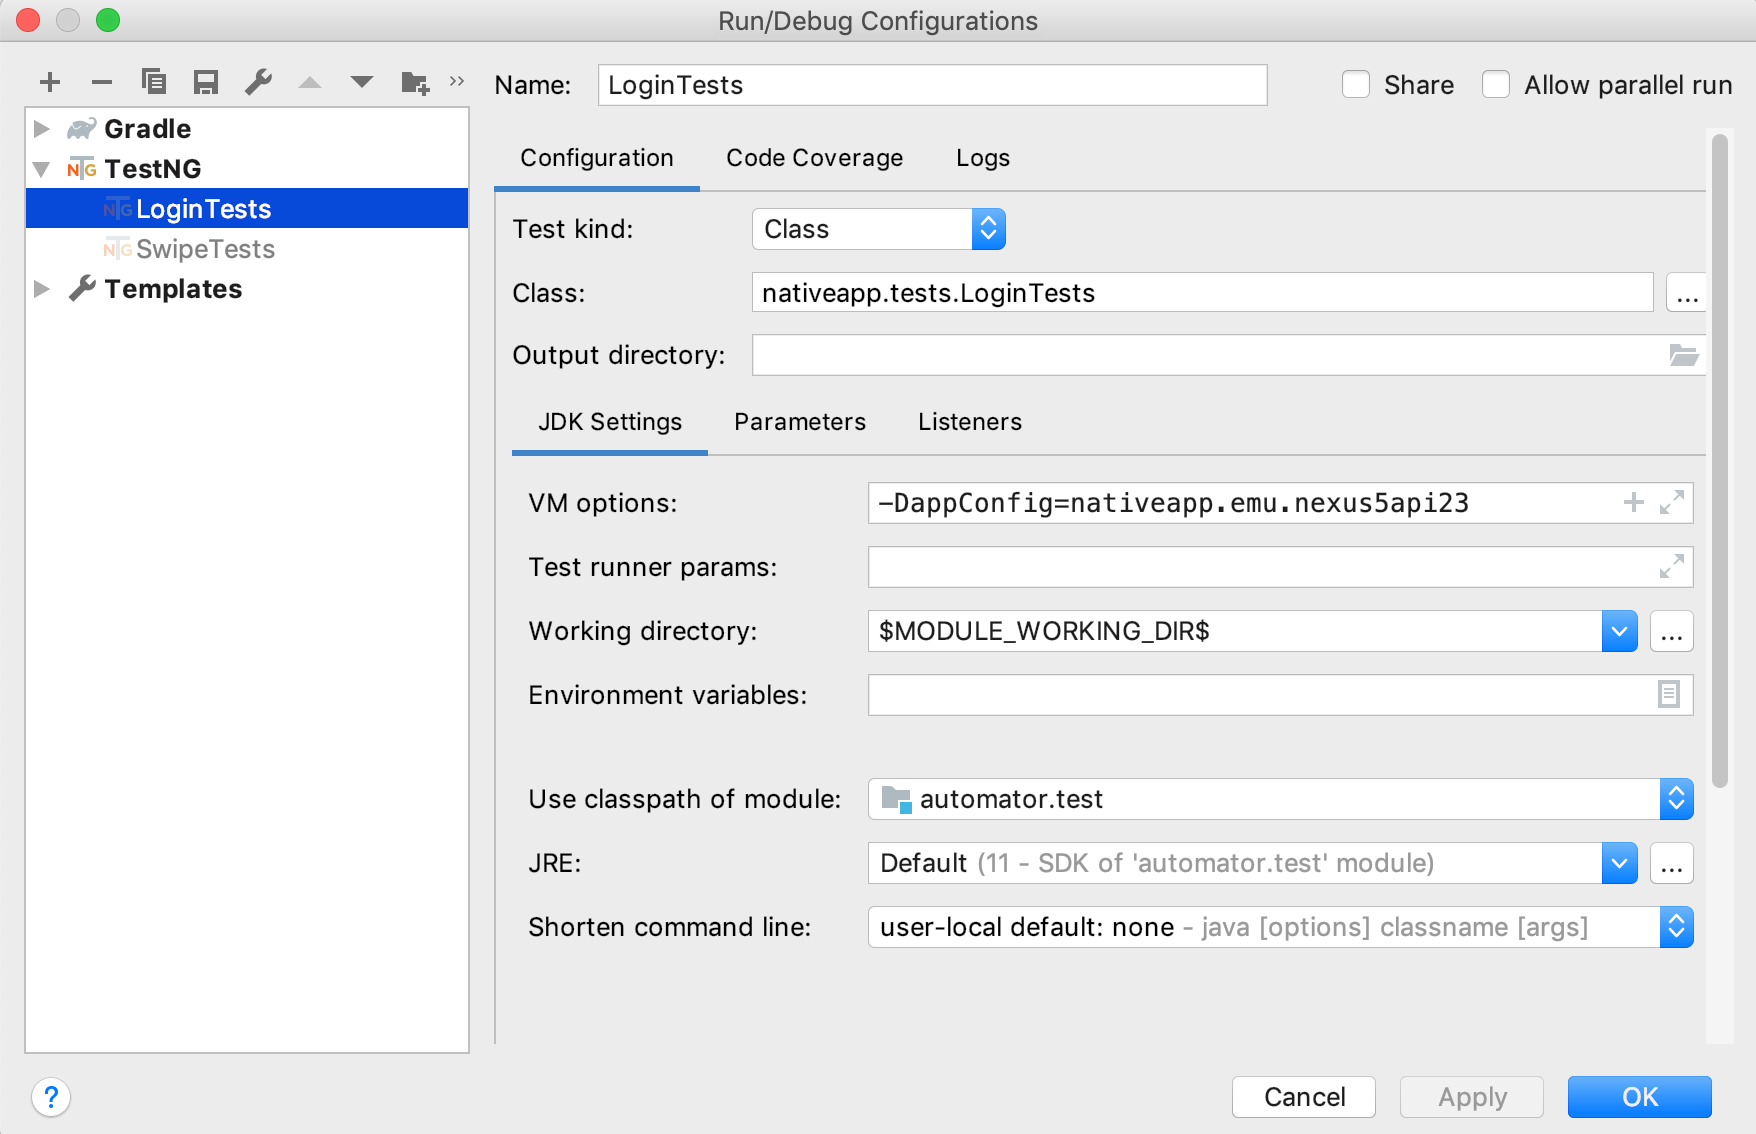 Run/Debug Configurations
Name: LoginTests Share Allow parallel run
Gradle
TestNG
LoginTests
SwipeTests
Templates
Configuration Code Coverage Logs
Test kind: Class
Class: nativeapp.tests.LoginTests ...
Output directory:
JDK Settings Parameters Listeners
VM options: -DappConfig=nativeapp.emu.nexus5api23
Test runner params:
Working directory: $MODULE_WORKING_DIR$ ...
Environment variables:
Use classpath of module: automator.test
JRE: Default (11 - SDK of 'automator.test' module) ...
Shorten command line: user-local default: none - java [options] classname [args]
? Cancel Apply OK